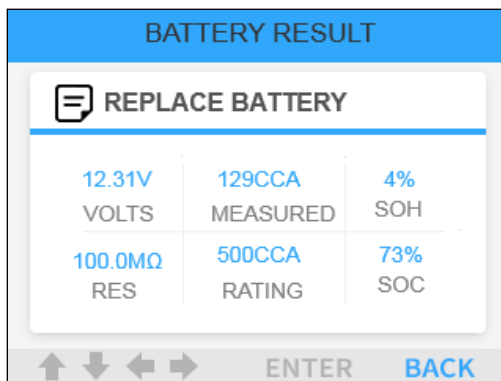 BATTERY RESULT
REPLACE BATTERY
12.31V 129CCA 4%
VOLTS MEASURED SOH
100.0MΩ 500CCA 73%
RES RATING SOC
ENTER BACK